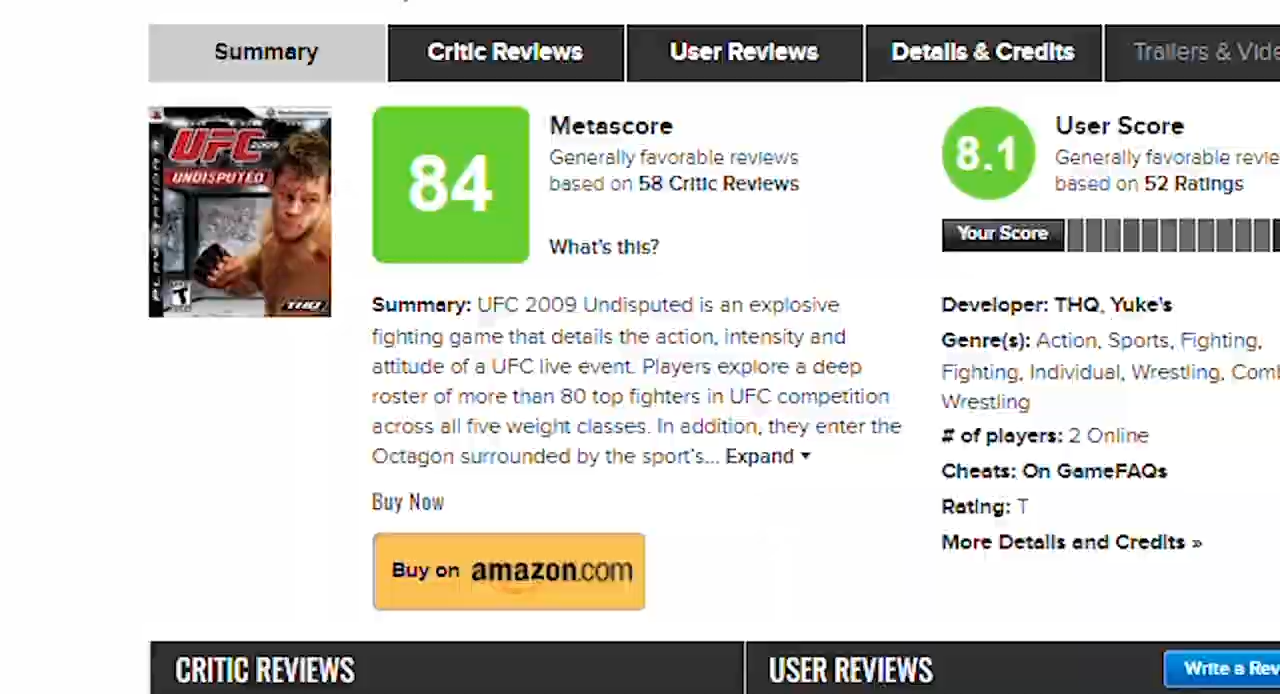 Summary
Critic Reviews
User Reviews
Details & Credits
Trailers &
UFC 2009
UNDISPUTED
THQ
84
Metascore
Generally favorable reviews
based on 58 Critic Reviews
What's this?
8.1
User Score
Generally favorable
based on 52 Ratings
Your Score
Summary: UFC 2009 Undisputed is an explosive
fighting game that details the action, intensity and
attitude of a UFC live event. Players explore a deep
roster of more than 80 top fighters in UFC competition
across all five weight classes. In addition, they enter the
Octagon surrounded by the sport's... Expand
Buy Now
Buy on amazon.com
Developer: THQ, Yuke's
Genre(s): Action, Sports, Fighting,
Fighting, Individual, Wrestling,
Wrestling
# of players: 2 Online
Cheats: On GameFAQs
Rating: T
More Details and Credits »
CRITIC REVIEWS
USER REVIEWS
Write a